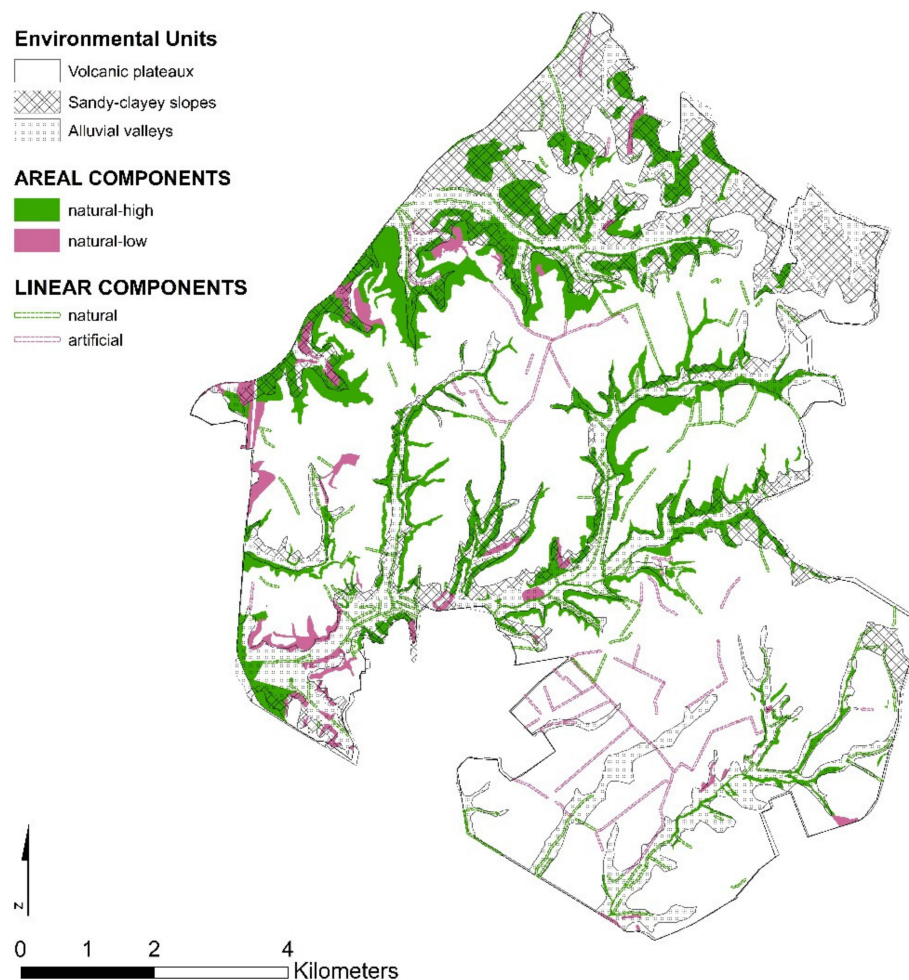 Environmental Units
Volcanic plateaux
Sandy-clayey slopes
Alluvial valleys
AREAL COMPONENTS
natural-high
natural-low
LINEAR COMPONENTS
natural
artificial
N
0 1 2 4
Kilometers